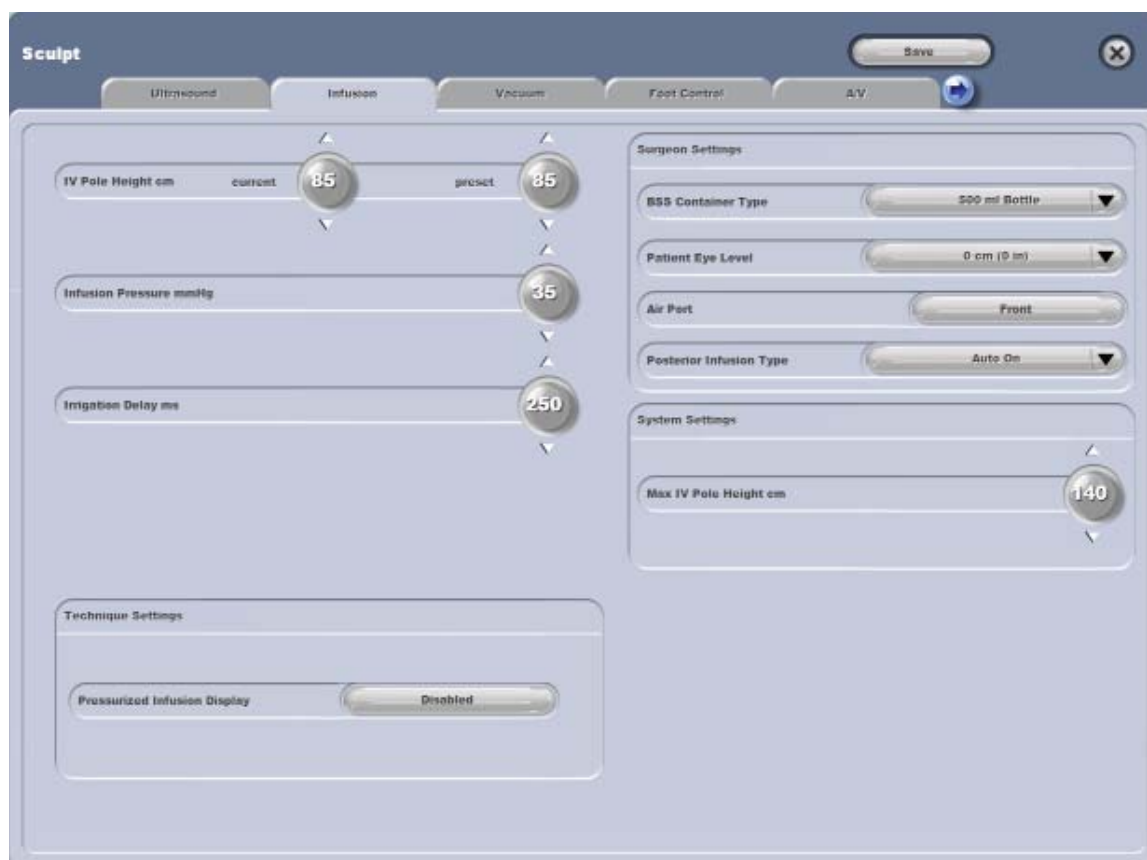 Sculpt
Save
Ultrasound
Infusion
Vacuum
Foot Control
A/V
IV Pole Height cm current 85 preset 85
Infusion Pressure mmHg 35
Irrigation Delay ms 250
Technique Settings
Pressurized Infusion Display Disabled
Surgeon Settings
BSS Container Type 500 ml Bottle
Patient Eye Level 0 cm (0 in)
Air Port Front
Posterior Infusion Type Auto On
System Settings
Max IV Pole Height cm 140